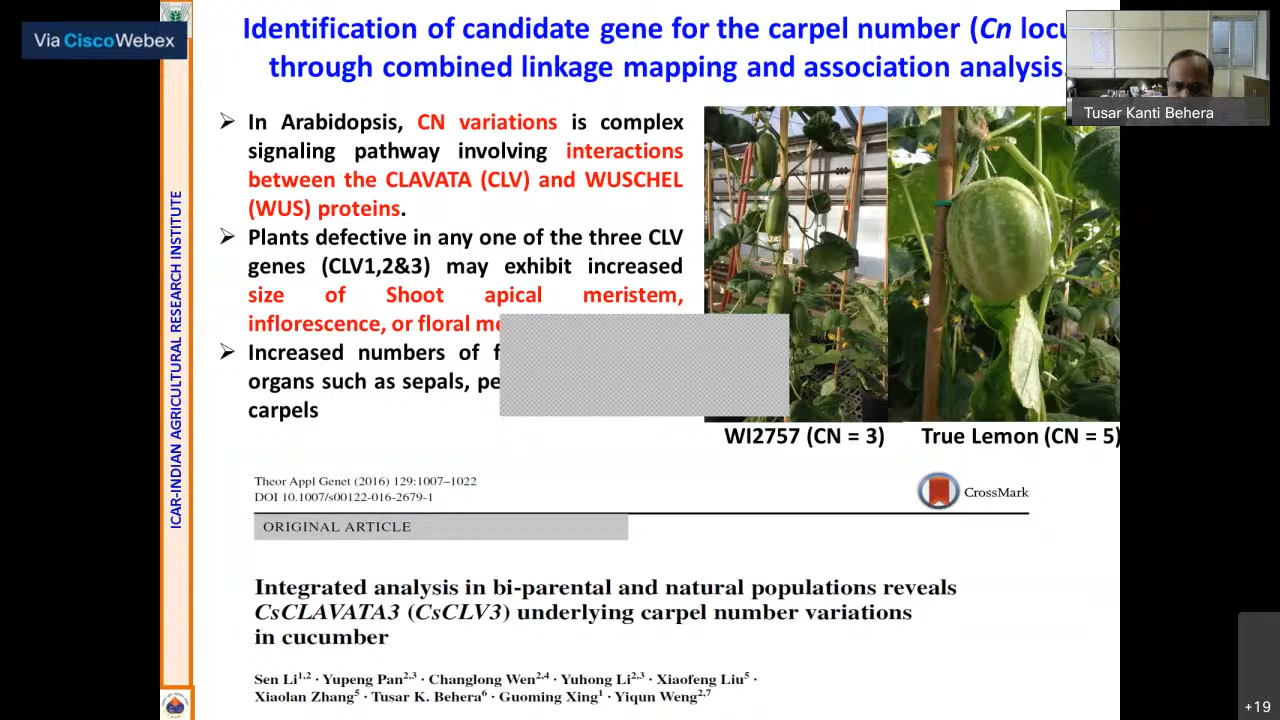 Via CiscoWebex
Identification of candidate gene for the carpel number (Cn locu
through combined linkage mapping and association analysis
Tusar Kanti Behera
ICAR-INDIAN AGRICULTURAL RESEARCH INSTITUTE
➢ In Arabidopsis, CN variations is complex
signaling pathway involving interactions
between the CLAVATA (CLV) and WUSCHEL
(WUS) proteins.
➢ Plants defective in any one of the three CLV
genes (CLV1,2&3) may exhibit increased
size of Shoot apical meristem,
inflorescence, or floral me
➢ Increased numbers of f
organs such as sepals, pe
carpels
WI2757 (CN = 3) True Lemon (CN = 5)
Theor Appl Genet (2016) 129:1007–1022
DOI 10.1007/s00122-016-2679-1
CrossMark
ORIGINAL ARTICLE
Integrated analysis in bi-parental and natural populations reveals
CsCLAVATA3 (CsCLV3) underlying carpel number variations
in cucumber
Sen Li1,2 · Yupeng Pan2,3 · Changlong Wen2,4 · Yuhong Li2,3 · Xiaofeng Liu5 ·
Xiaolan Zhang5 · Tusar K. Behera6 · Guoming Xing1 · Yiqun Weng2,7
+19